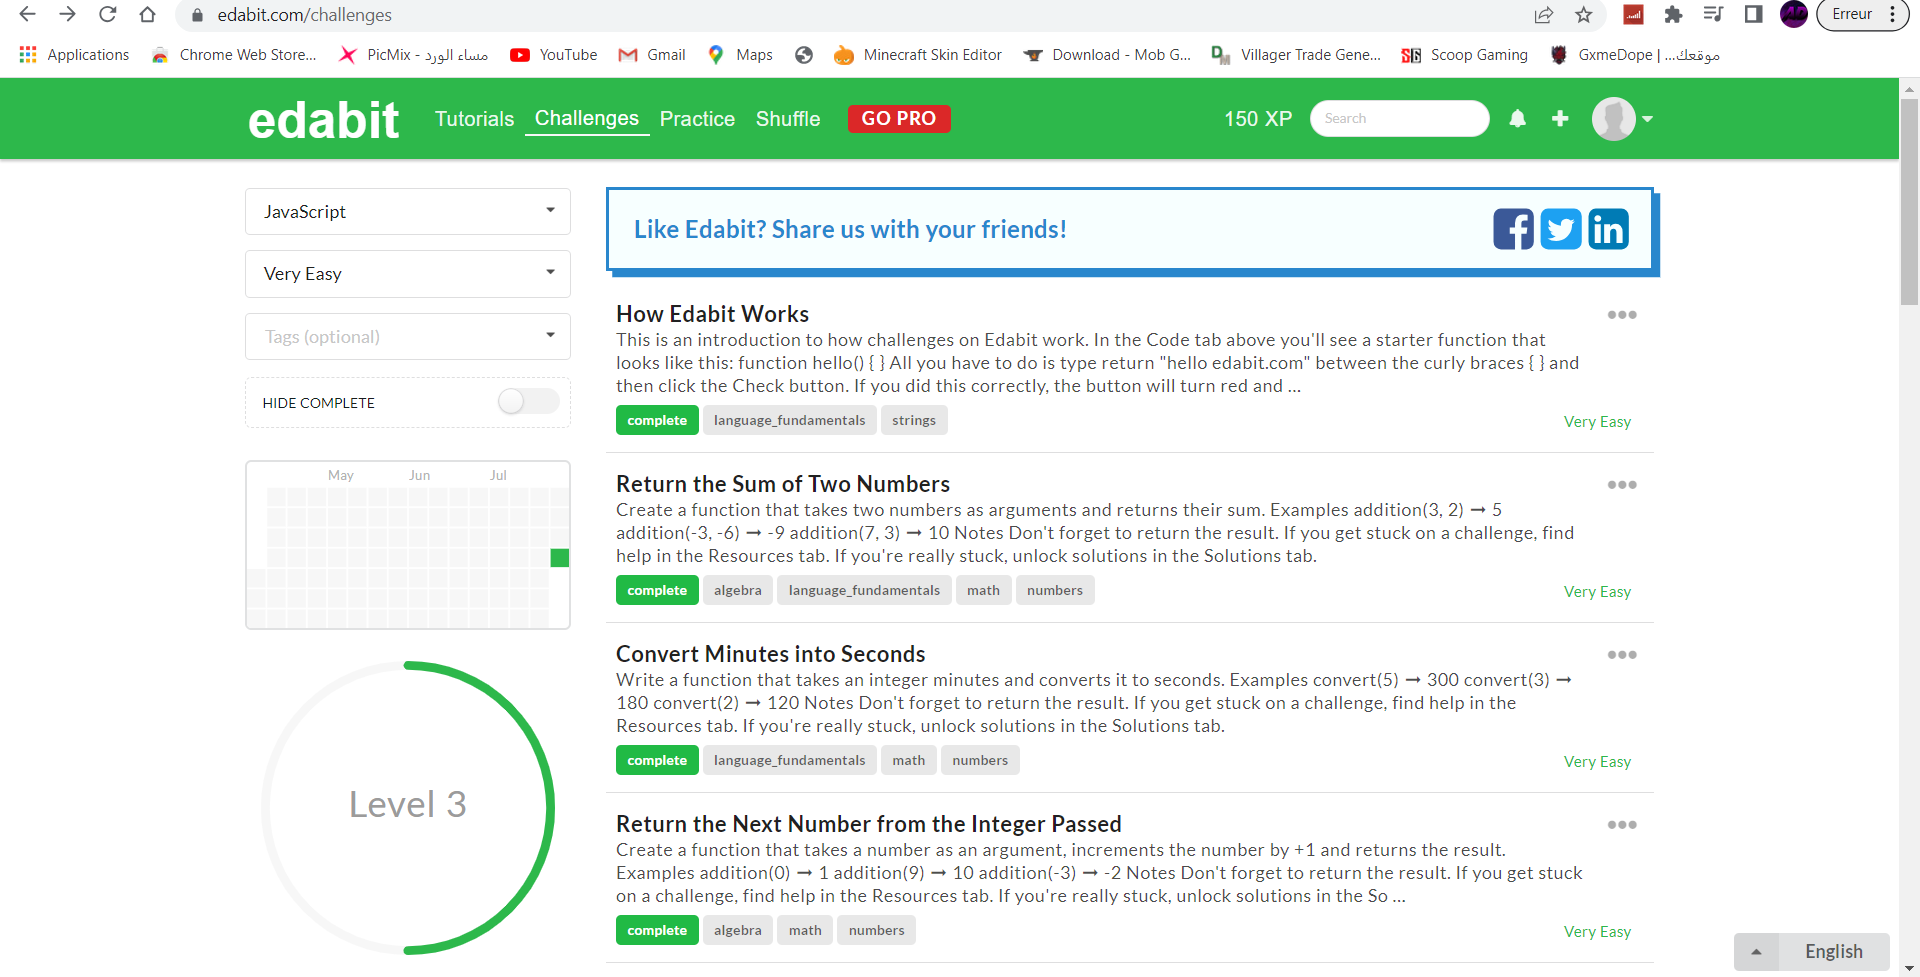 edabit.com/challenges
Erreur
Applications
Chrome Web Store...
PicMix - مساء الورد
YouTube
Gmail
Maps
Minecraft Skin Editor
Download - Mob G...
Villager Trade Gene...
Scoop Gaming
GxmeDope | ...موقعك
edabit
Tutorials
Challenges
Practice
Shuffle
GO PRO
150 XP
Search
JavaScript
Very Easy
Tags (optional)
HIDE COMPLETE
May Jun Jul
Level 3
Like Edabit? Share us with your friends!
How Edabit Works
This is an introduction to how challenges on Edabit work. In the Code tab above you'll see a starter function that
looks like this: function hello() { } All you have to do is type return "hello edabit.com" between the curly braces { } and
then click the Check button. If you did this correctly, the button will turn red and ...
complete language_fundamentals strings
Very Easy
Return the Sum of Two Numbers
Create a function that takes two numbers as arguments and returns their sum. Examples addition(3, 2) ➞ 5
addition(-3, -6) ➞ -9 addition(7, 3) ➞ 10 Notes Don't forget to return the result. If you get stuck on a challenge, find
help in the Resources tab. If you're really stuck, unlock solutions in the Solutions tab.
complete algebra language_fundamentals math numbers
Very Easy
Convert Minutes into Seconds
Write a function that takes an integer minutes and converts it to seconds. Examples convert(5) ➞ 300 convert(3) ➞
180 convert(2) ➞ 120 Notes Don't forget to return the result. If you get stuck on a challenge, find help in the
Resources tab. If you're really stuck, unlock solutions in the Solutions tab.
complete language_fundamentals math numbers
Very Easy
Return the Next Number from the Integer Passed
Create a function that takes a number as an argument, increments the number by +1 and returns the result.
Examples addition(0) ➞ 1 addition(9) ➞ 10 addition(-3) ➞ -2 Notes Don't forget to return the result. If you get stuck
on a challenge, find help in the Resources tab. If you're really stuck, unlock solutions in the So ...
complete algebra math numbers
Very Easy
English